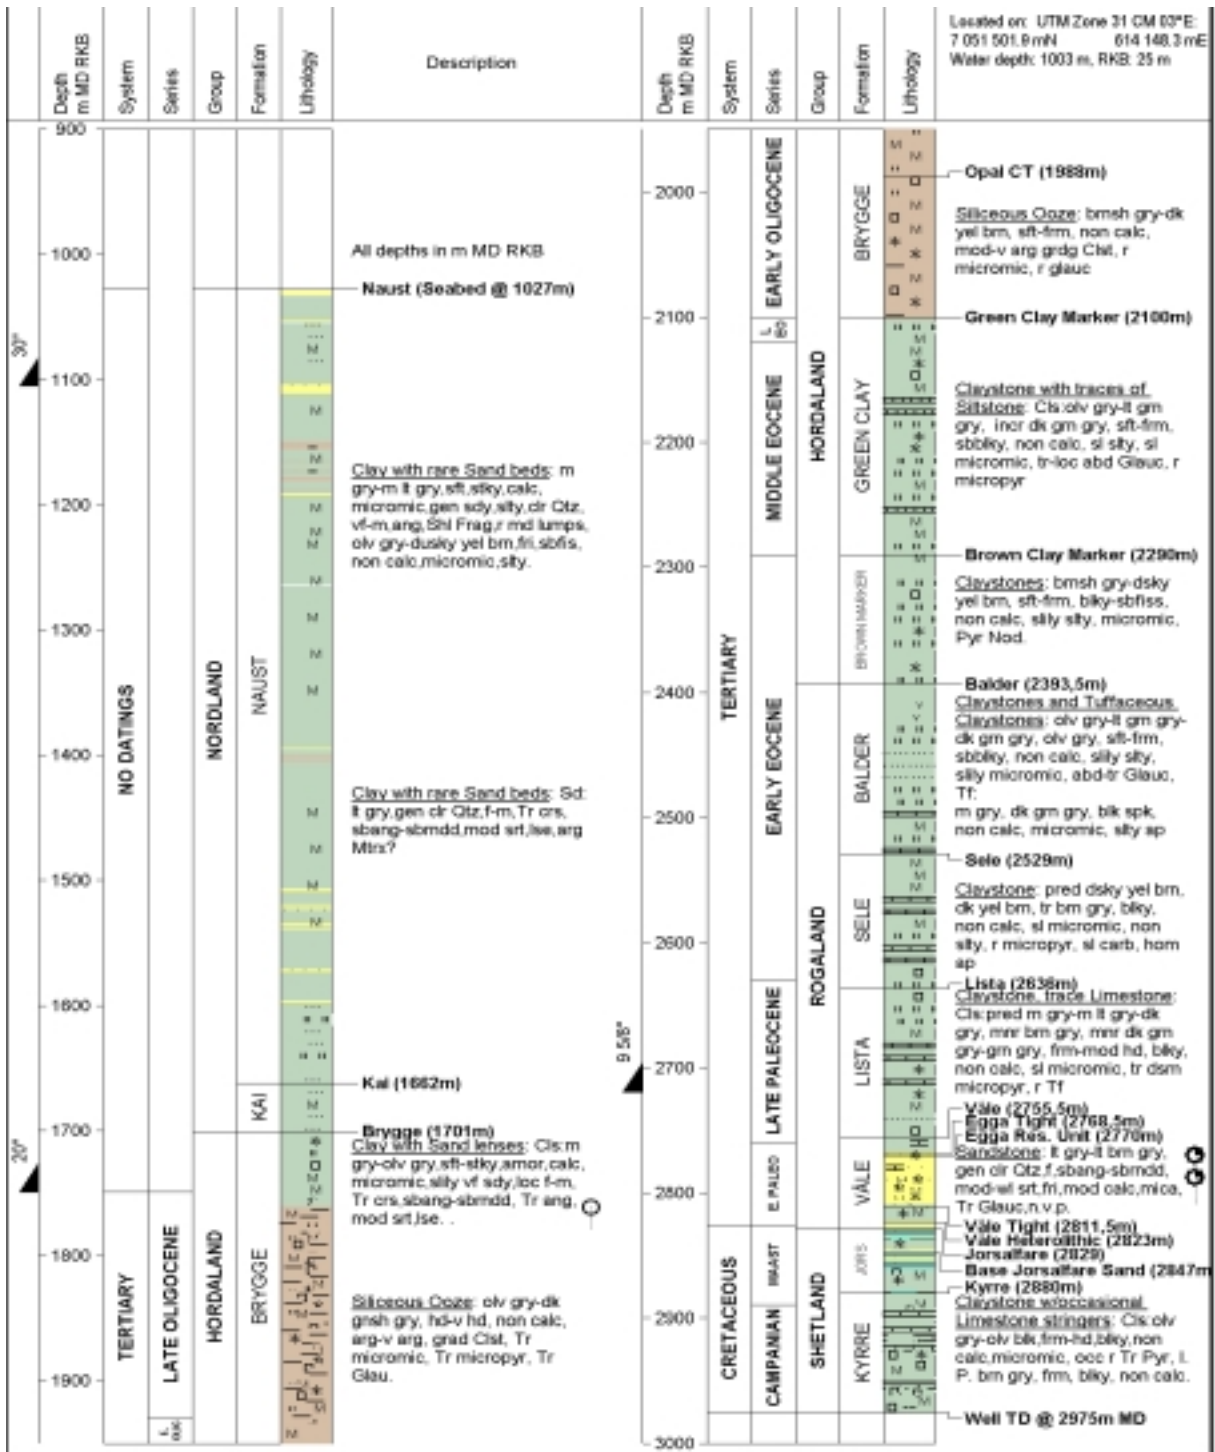 Located on: UTM Zone 31 CM 03°E:
7 051 501.9 mN 614 148.3 mE
Water depth: 1003 m, RKB: 25 m
Depth
m MD RKB
System
Series
Group
Formation
Lithology
Description
Depth
m MD RKB
System
Series
Group
Formation
Lithology
900
1000
1100
1200
1300
1400
1500
1600
1700
1800
1900
30"
20"
NO DATINGS
TERTIARY
LATE OLIGOCENE
NORDLAND
HORDALAND
NAUST
KAI
BRYGGE
All depths in m MD RKB
Naust (Seabed @ 1027m)
Clay with rare Sand beds: m
gry-m lt gry,sft,stky,calc,
micromic,gen sdy,slty,clr Qtz,
vf-m,ang,Shl Frag,r md lumps,
olv gry-dusky yel brn,fri,sbfis,
non calc,micromic,slty.
Clay with rare Sand beds: Sd:
lt gry,gen clr Qtz,f-m,Tr crs,
sbang-sbrndd,mod srt,lse,arg
Mtrx?
Kai (1662m)
Brygge (1701m)
Clay with Sand lenses: Cls:m
gry-olv gry,sft-stky,amor,calc,
micromic,slily vf sdy,loc f-m,
Tr crs,sbang-sbrndd, Tr ang,
mod srt,lse. .
Siliceous Ooze: olv gry-dk
gnsh gry, hd-v hd, non calc,
arg-v arg, grad Clst, Tr
micromic, Tr micropyr, Tr
Glau.
2000
2100
2200
2300
2400
2500
2600
2700
2800
2900
3000
9 5/8"
TERTIARY
CRETACEOUS
EARLY OLIGOCENE
MIDDLE EOCENE
EARLY EOCENE
LATE PALEOCENE
E. PALEO
MAAST
CAMPANIAN
HORDALAND
ROGALAND
SHETLAND
BRYGGE
GREEN CLAY
BROWN MARKER
BALDER
SELE
LISTA
VÅLE
JORS
KYRRE
Opal CT (1988m)
Siliceous Ooze: brnsh gry-dk
yel brn, sft-frm, non calc,
mod-v arg grdg Clst, r
micromic, r glauc
Green Clay Marker (2100m)
Claystone with traces of
Siltstone: Cls:olv gry-lt grn
gry, incr dk grn gry, sft-frm,
sbblky, non calc, sl slty, sl
micromic, tr-loc abd Glauc, r
micropyr
Brown Clay Marker (2290m)
Claystones: brnsh gry-dsky
yel brn, sft-frm, blky-sbfiss,
non calc, slily slty, micromic,
Pyr Nod.
Balder (2393,5m)
Claystones and Tuffaceous
Claystones: olv gry-lt grn gry-
dk grn gry, olv gry, sft-frm,
sbblky, non calc, slily slty,
slily micromic, abd-tr Glauc,
Tf:
m gry, dk grn gry, blk spk,
non calc, micromic, slty ap
Sele (2529m)
Claystone: pred dsky yel brn,
dk yel brn, tr brn gry, blky,
non calc, sl micromic, non
slty, r micropyr, sl carb, hom
ap
Lista (2636m)
Claystone, trace Limestone:
Cls:pred m gry-m lt gry-dk
gry, mnr brn gry, mnr dk grn
gry-grn gry, frm-mod hd, blky,
non calc, sl micromic, tr dsm
micropyr, r Tf
Våle (2755,5m)
Egga Tight (2768,5m)
Egga Res. Unit (2770m)
Sandstone: lt gry-lt brn gry,
gen clr Qtz,f,sbang-sbrndd,
mod-wl srt,fri,mod calc,mica,
Tr Glauc,n.v.p.
Våle Tight (2811,5m)
Våle Heterolithic (2823m)
Jorsalfare (2829)
Base Jorsalfare Sand (2847m
Kyrre (2880m)
Claystone w/occasional
Limestone stringers: Cls:olv
gry-olv blk,frm-hd,blky,non
calc,micromic, occ r Tr Pyr, I.
P. brn gry, frm, blky, non calc.
Well TD @ 2975m MD